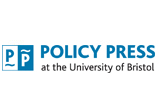 P P
POLICY PRESS
at the University of Bristol